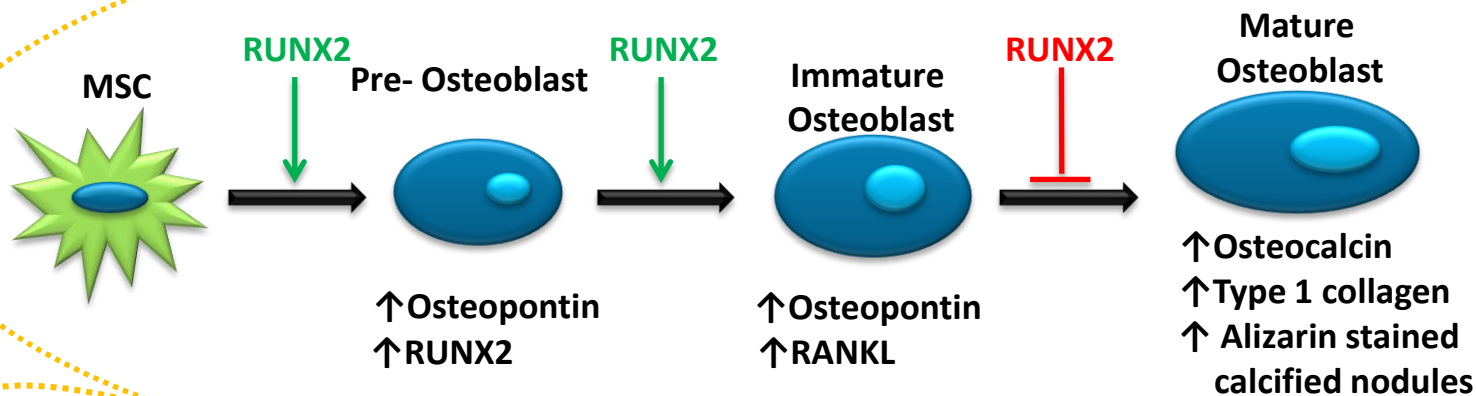 MSC
RUNX2
Pre- Osteoblast
RUNX2
Immature
Osteoblast
RUNX2
Mature
Osteoblast
↑Osteopontin
↑RUNX2
↑Osteopontin
↑RANKL
↑Osteocalcin
↑Type 1 collagen
↑ Alizarin stained
calcified nodules